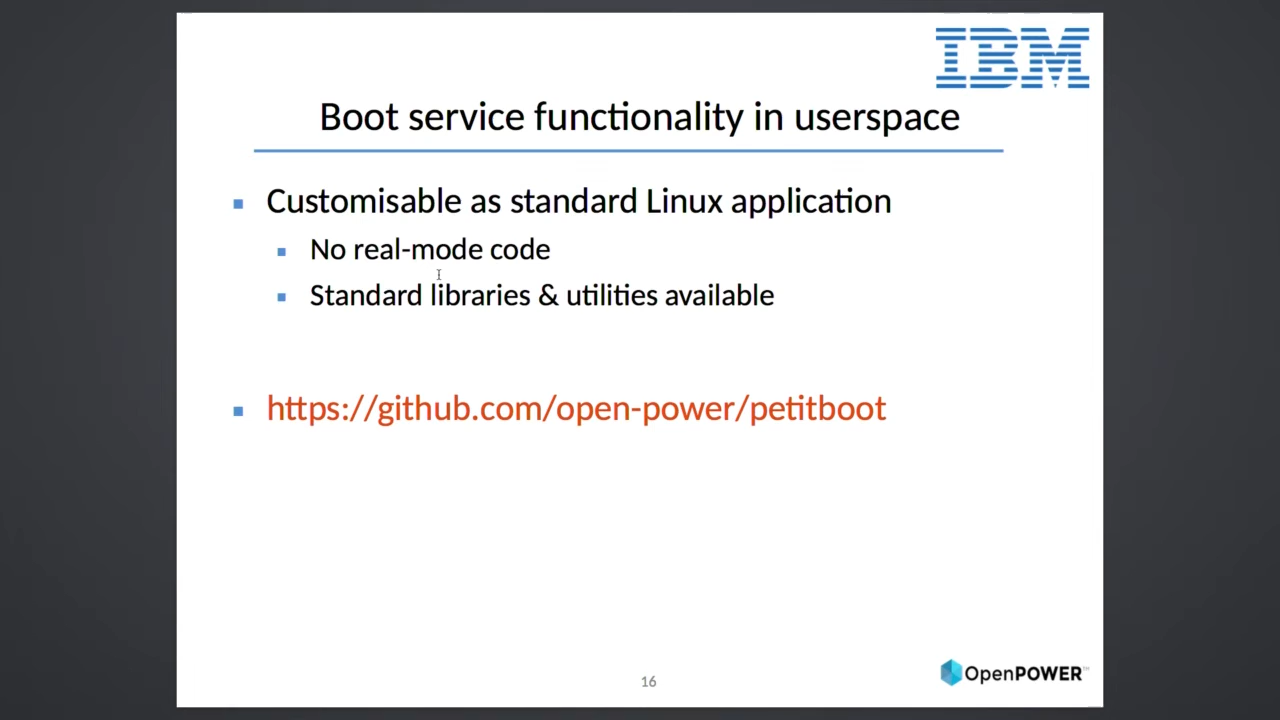 IBM
Boot service functionality in userspace
Customisable as standard Linux application
No real-mode code
Standard libraries & utilities available
https://github.com/open-power/petitboot
16
OpenPOWER™